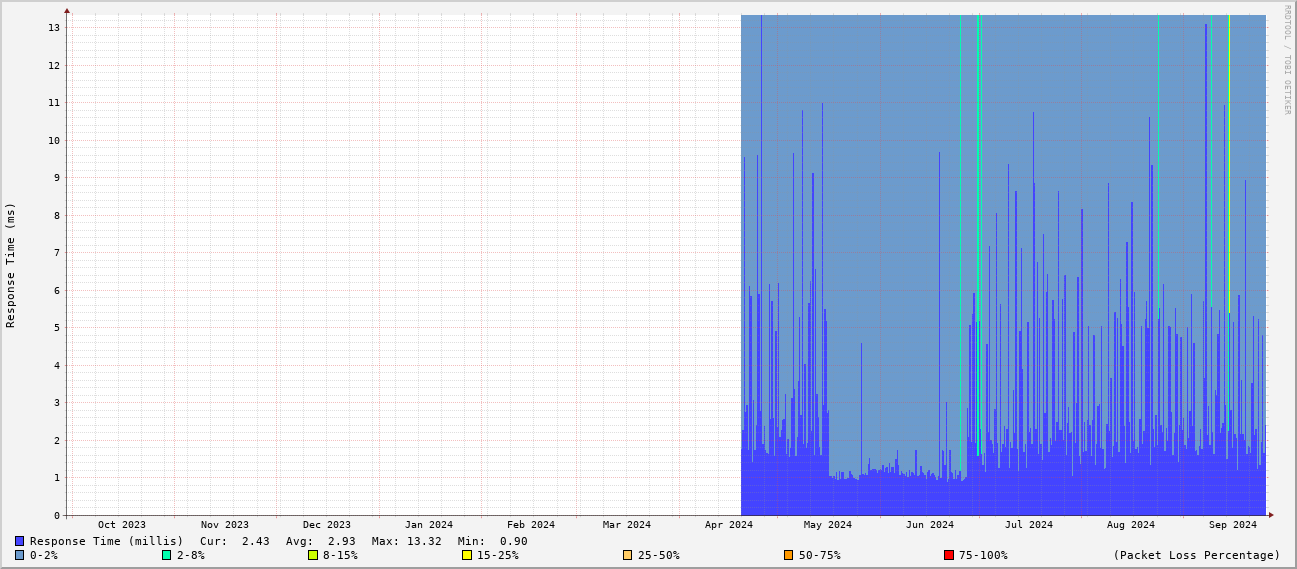 RRDTOOL / TOBI OETIKER
Response Time (ms)
13
12
11
10
9
8
7
6
5
4
3
2
1
0
Oct 2023 Nov 2023 Dec 2023 Jan 2024 Feb 2024 Mar 2024 Apr 2024 May 2024 Jun 2024 Jul 2024 Aug 2024 Sep 2024
Response Time (millis) Cur: 2.43 Avg: 2.93 Max: 13.32 Min: 0.90
0-2% 2-8% 8-15% 15-25% 25-50% 50-75% 75-100% (Packet Loss Percentage)